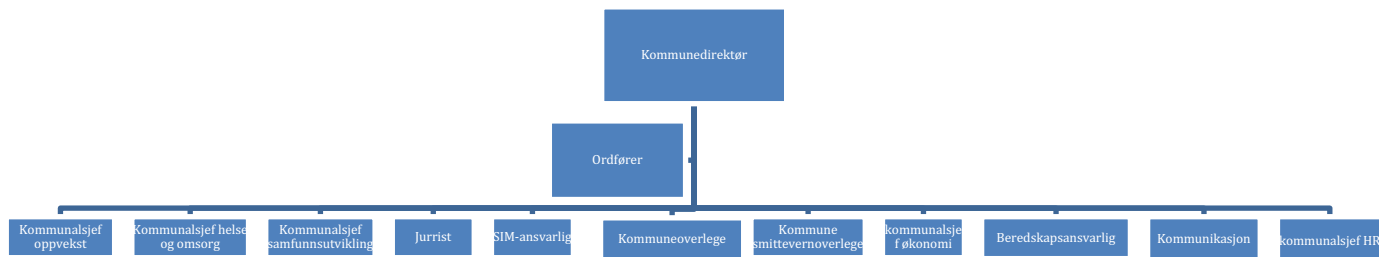 Kommunedirektør
Ordfører
Kommunalsjef
oppvekst
Kommunalsjef helse
og omsorg
Kommunalsjef
samfunnsutvikling
Jurrist
SIM-ansvarlig
Kommuneoverlege
Kommune
smittevernoverlege
kommunalsje
f økonomi
Beredskapsansvarlig
Kommunikasjon
kommunalsjef HR